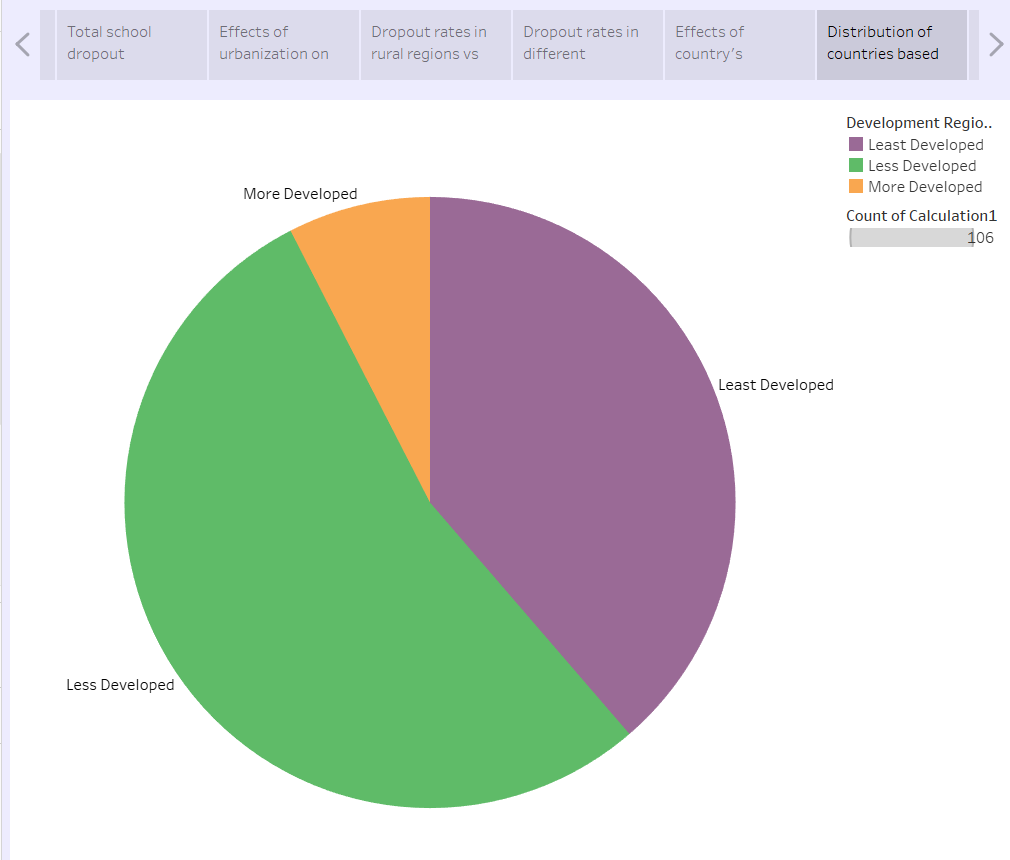 Total school
dropout
Effects of
urbanization on
Dropout rates in
rural regions vs
Dropout rates in
different
Effects of
country's
Distribution of
countries based
Development Regio..
Least Developed
Less Developed
More Developed
Count of Calculation1
106
More Developed
Least Developed
Less Developed